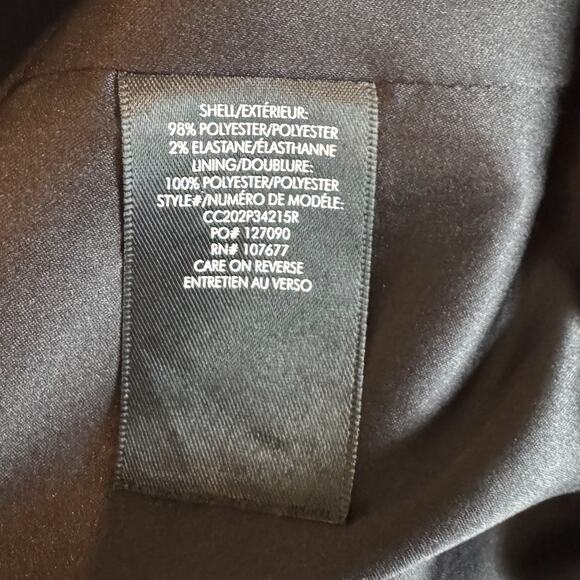 SHELL/EXTÉRIEUR:
98% POLYESTER/POLYESTER
2% ELASTANE/ÉLASTHANNE
LINING/DOUBLURE:
100% POLYESTER/POLYESTER
STYLE#/NUMÉRO DE MODÉLE:
CC202P34215R
PO# 127090
RN# 107677
CARE ON REVERSE
ENTRETIEN AU VERSO